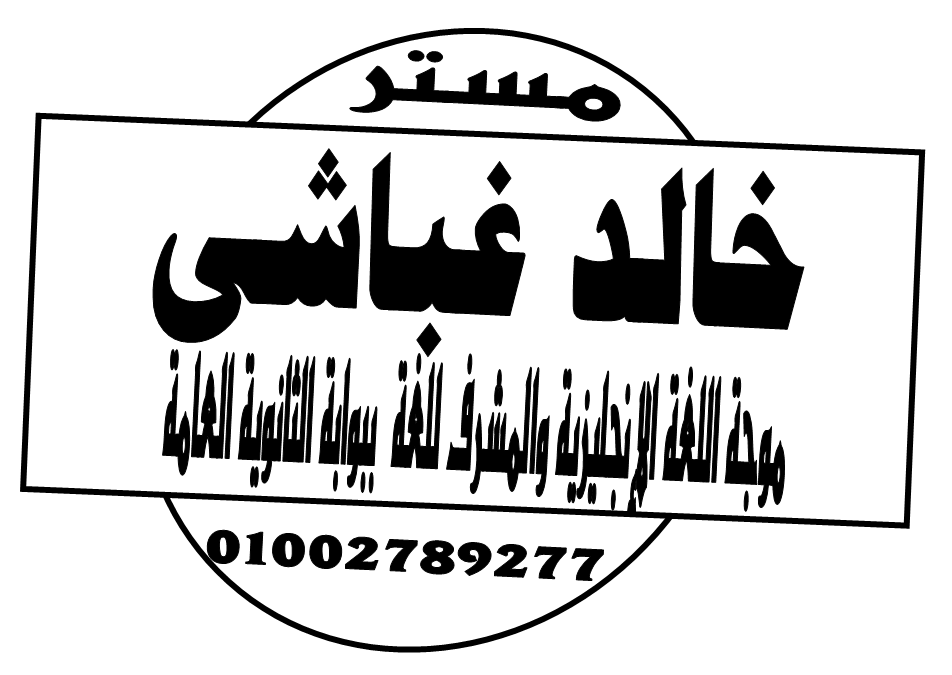 مستر
خالد غباشى
موجة اللغة الإنجليزية والمشرف للغة ببوابة الثانوية العامة
01002789277